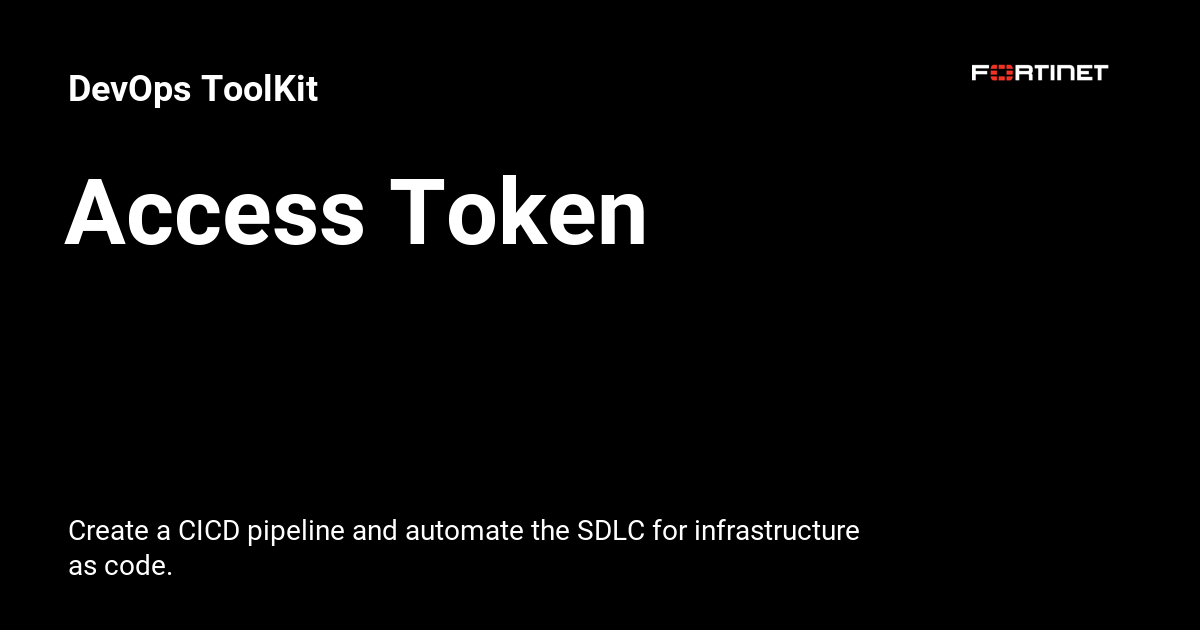 DevOps ToolKit
FORTINET
Access Token
Create a CICD pipeline and automate the SDLC for infrastructure
as code.